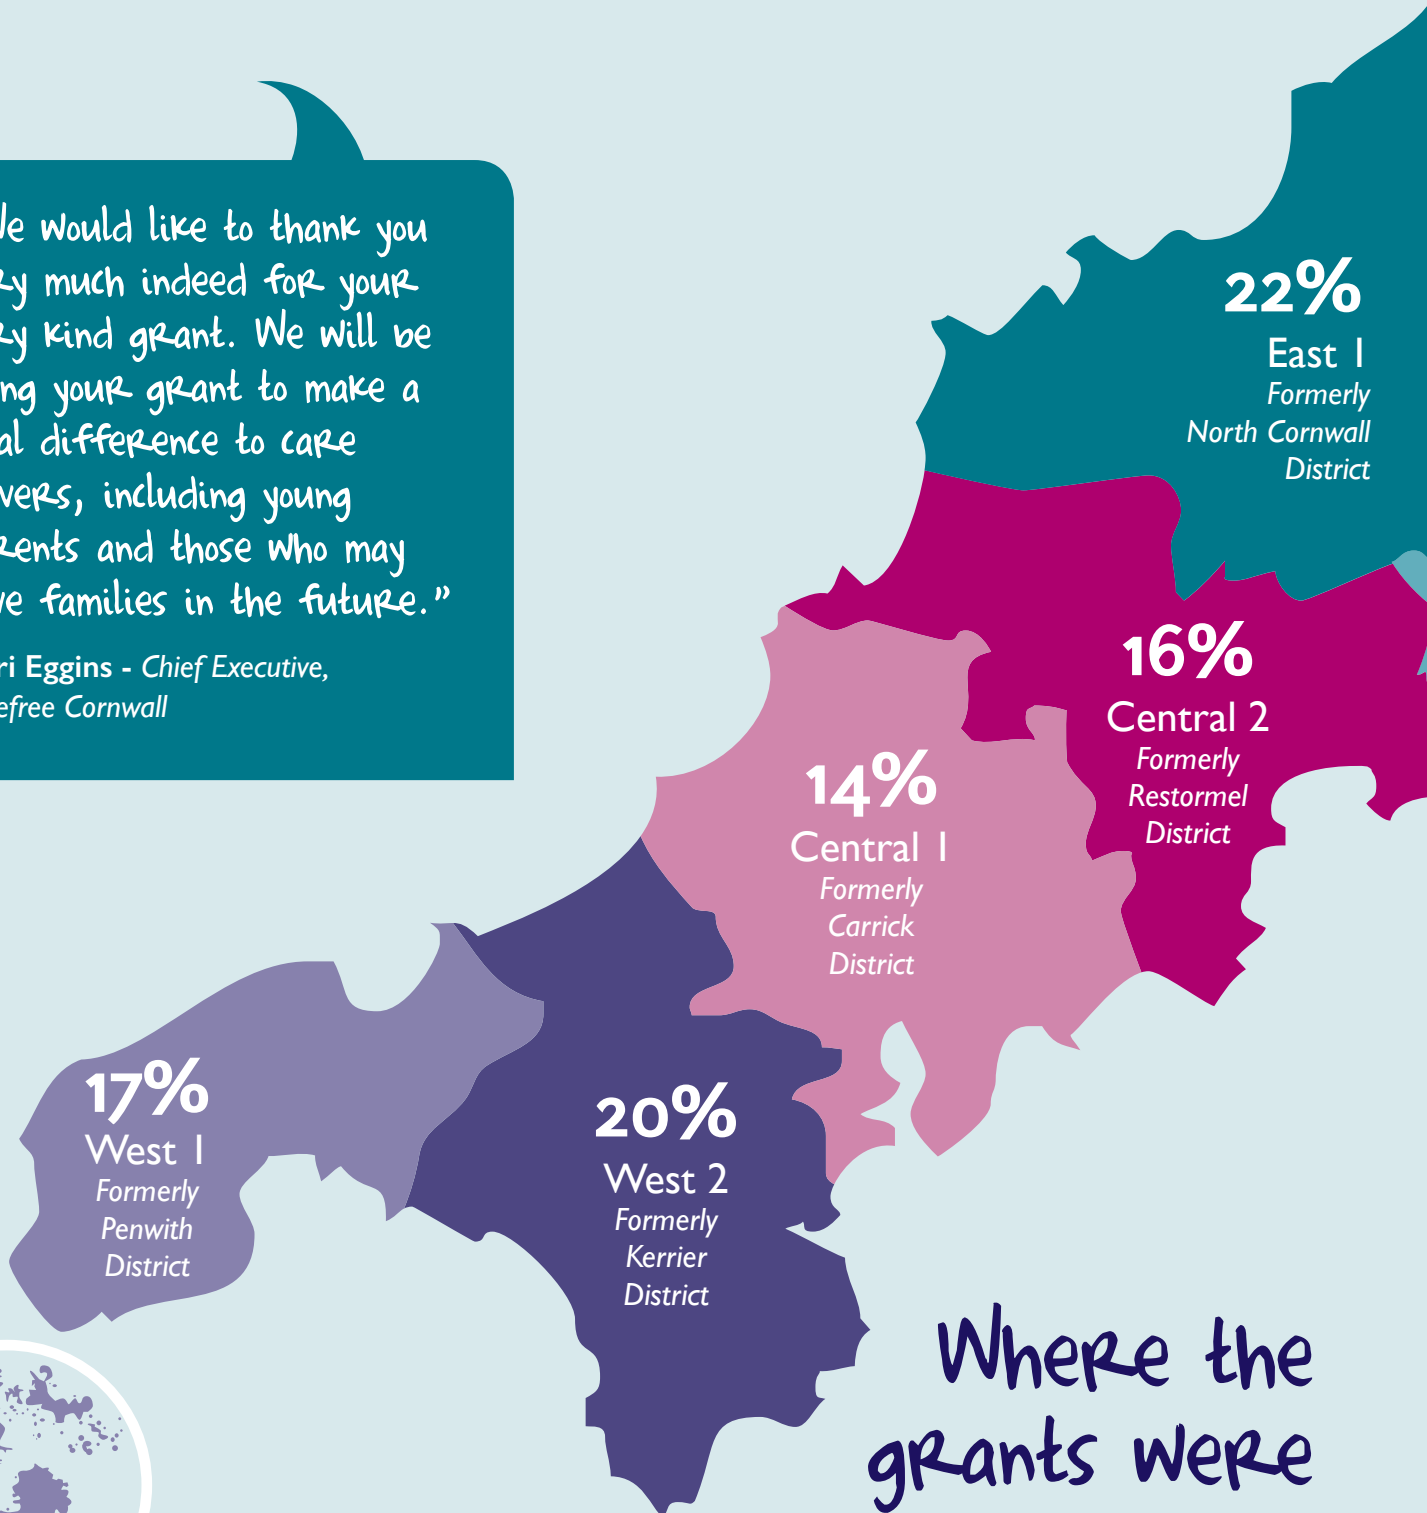 We would like to thank you
ry much indeed for your
ry kind grant. We will be
ng your grant to make a
al difference to care
vers, including young
rents and those who may
ve families in the future.”
ri Eggins - Chief Executive,
efree Cornwall
22%
East 1
Formerly
North Cornwall
District
16%
Central 2
Formerly
Restormel
District
14%
Central 1
Formerly
Carrick
District
17%
West 1
Formerly
Penwith
District
20%
West 2
Formerly
Kerrier
District
Where the
grants were